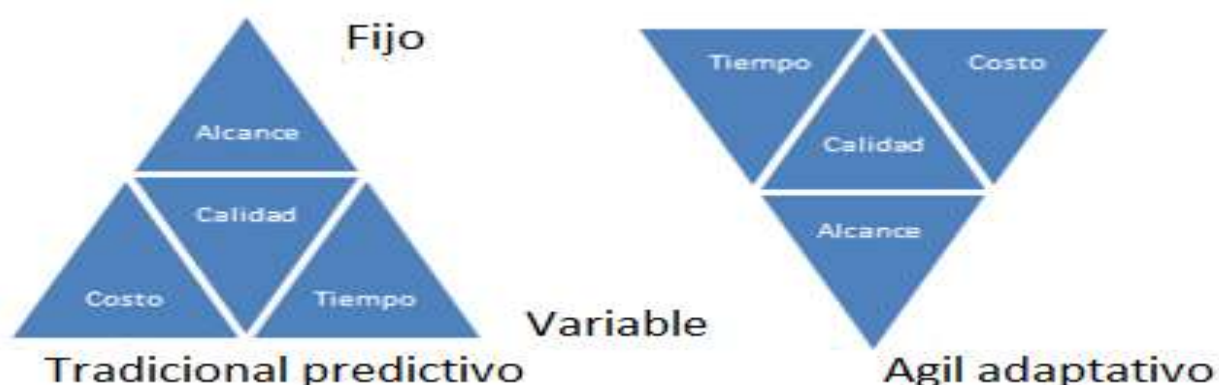 Fijo
Alcance
Calidad
Costo
Tiempo
Tradicional predictivo
Variable
Tiempo
Costo
Calidad
Alcance
Agil adaptativo